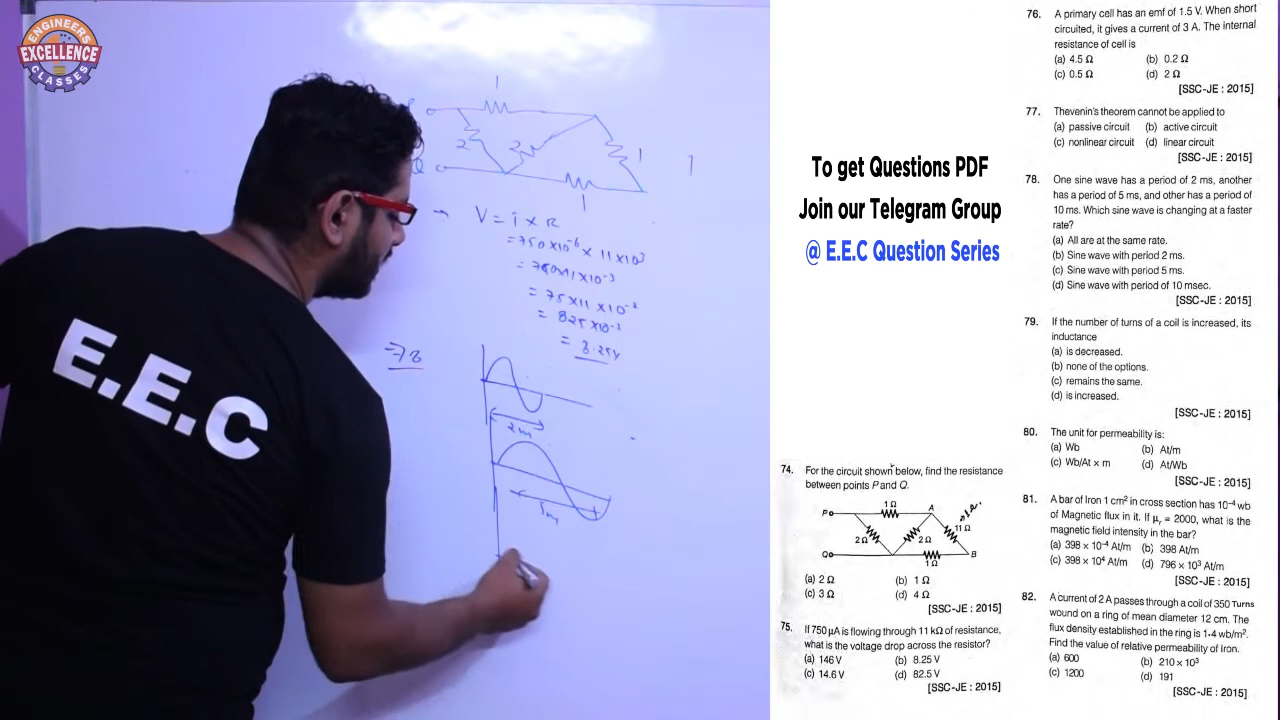 ENGINEERS
EXCELLENCE
CLASSES
E.E.C
1
2
2
1
1
V = i × R
= 750×10⁻⁶ × 11×10³
= 75×11×10⁻²
= 825×10⁻²
= 8.25V
78
2m
5m
To get Questions PDF
Join our Telegram Group
@ E.E.C Question Series
74. For the circuit shown below, find the resistance
between points P and Q.
1 Ω
P
A
2 Ω
2 Ω
11 Ω
Q
1 Ω
B
(a) 2 Ω (b) 1 Ω
(c) 3 Ω (d) 4 Ω
[SSC-JE : 2015]
75. If 750 μA is flowing through 11 kΩ of resistance,
what is the voltage drop across the resistor?
(a) 146 V (b) 8.25 V
(c) 14.6 V (d) 82.5 V
[SSC-JE : 2015]
76. A primary cell has an emf of 1.5 V. When short
circuited, it gives a current of 3 A. The internal
resistance of cell is
(a) 4.5 Ω (b) 0.2 Ω
(c) 0.5 Ω (d) 2 Ω
[SSC-JE : 2015]
77. Thevenin's theorem cannot be applied to
(a) passive circuit (b) active circuit
(c) nonlinear circuit (d) linear circuit
[SSC-JE : 2015]
78. One sine wave has a period of 2 ms, another
has a period of 5 ms, and other has a period of
10 ms. Which sine wave is changing at a faster
rate?
(a) All are at the same rate.
(b) Sine wave with period 2 ms.
(c) Sine wave with period 5 ms.
(d) Sine wave with period of 10 msec.
[SSC-JE : 2015]
79. If the number of turns of a coil is increased, its
inductance
(a) is decreased.
(b) none of the options.
(c) remains the same.
(d) is increased.
[SSC-JE : 2015]
80. The unit for permeability is:
(a) Wb (b) At/m
(c) Wb/At × m (d) At/Wb
[SSC-JE : 2015]
81. A bar of Iron 1 cm² in cross section has 10⁻⁴ wb
of Magnetic flux in it. If μᵣ = 2000, what is the
magnetic field intensity in the bar?
(a) 398 × 10⁻⁴ At/m (b) 398 At/m
(c) 398 × 10⁴ At/m (d) 796 × 10³ At/m
[SSC-JE : 2015]
82. A current of 2 A passes through a coil of 350 Turns
wound on a ring of mean diameter 12 cm. The
flux density established in the ring is 1·4 wb/m².
Find the value of relative permeability of Iron.
(a) 600 (b) 210 × 10³
(c) 1200 (d) 191
[SSC-JE : 2015]